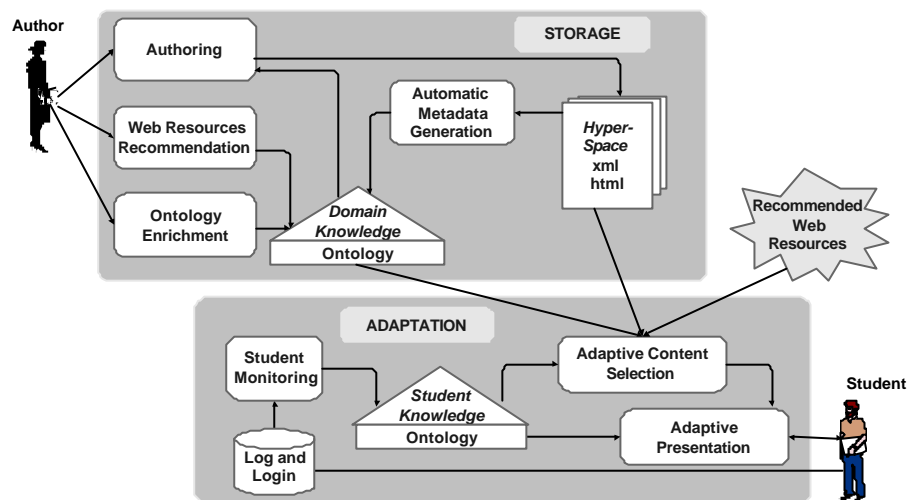 Author
STORAGE
Authoring
Automatic
Metadata
Generation
Web Resources
Recommendation
Hyper-
Space
xml
html
Ontology
Enrichment
Domain
Knowledge
Ontology
Recommended
Web
Resources
ADAPTATION
Student
Monitoring
Student
Knowledge
Ontology
Adaptive Content
Selection
Adaptive
Presentation
Student
Log and
Login